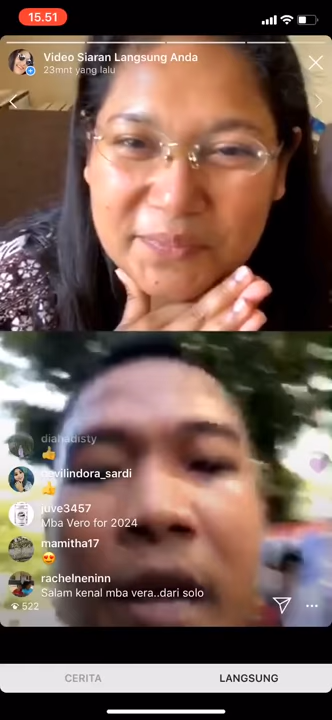 15.51
Video Siaran Langsung Anda
23mnt yang lalu
diahadisty
👍
navilindora_sardi
👍
juve3457
Mba Vero for 2024
mamitha17
😍
rachelneninn
Salam kenal mba vera..dari solo
522
CERITA
LANGSUNG